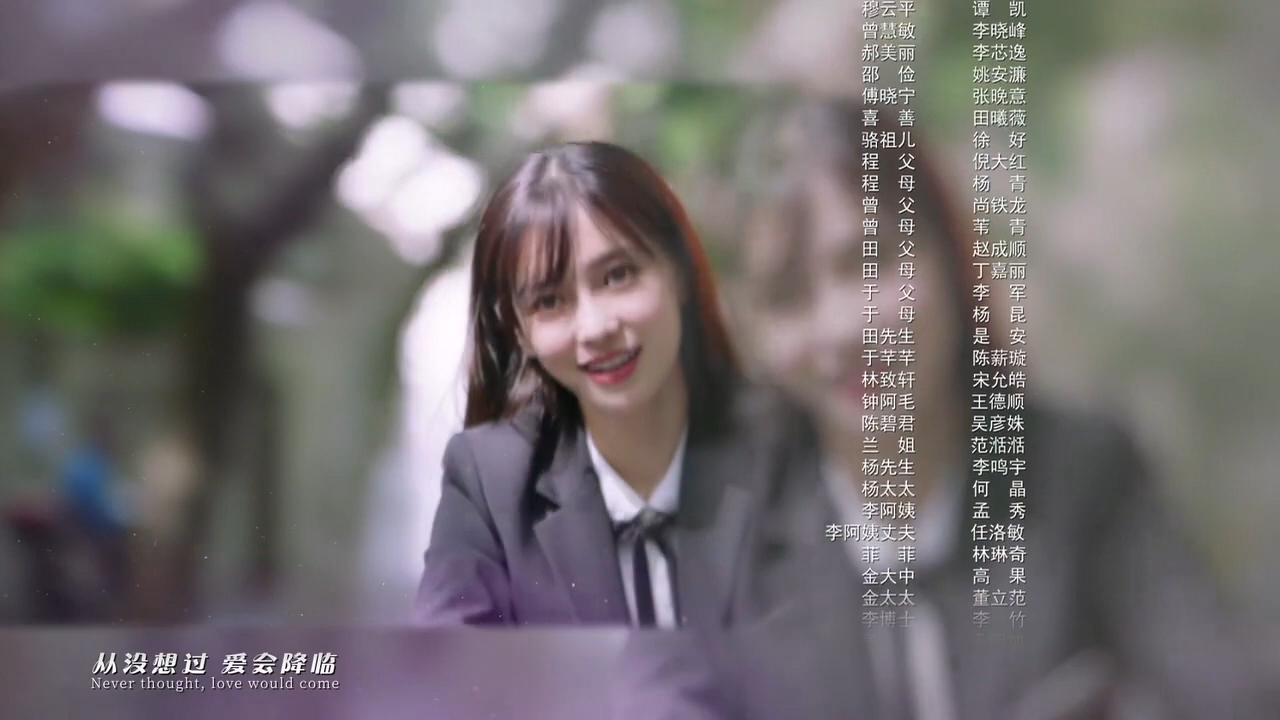 穆云平 谭凯
曾慧敏 李晓峰
郝美丽 李芯逸
邵俭 姚安濂
傅晓宁 张晚意
喜善 田曦薇
骆祖儿 徐好
程父 倪大红
程母 杨青
曾父 尚铁龙
曾母 苇青
田父 赵成顺
田母 丁嘉丽
于父 李军
于母 杨昆
田先生 是安
于芊芊 陈薪璇
林致轩 宋允皓
钟阿毛 王德顺
陈碧君 吴彦姝
兰姐 范湉湉
杨先生 李鸣宇
杨太太 何晶
李阿姨 孟秀
李阿姨丈夫 任洛敏
菲菲 林琳奇
金大中 高果
金太太 董立范
李博士 李竹
从没想过 爱会降临
Never thought, love would come